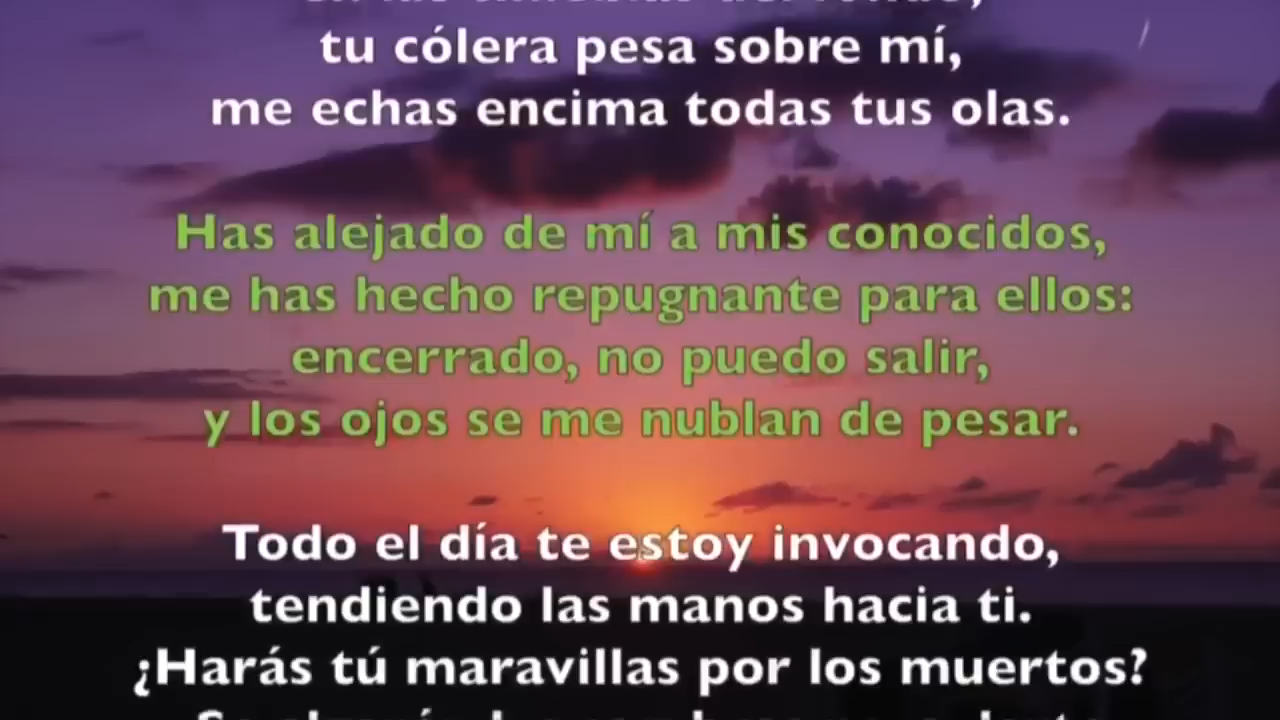 tu cólera pesa sobre mí,
me echas encima todas tus olas.
Has alejado de mí a mis conocidos,
me has hecho repugnante para ellos:
encerrado, no puedo salir,
y los ojos se me nublan de pesar.
Todo el día te estoy invocando,
tendiendo las manos hacia ti.
¿Harás tú maravillas por los muertos?